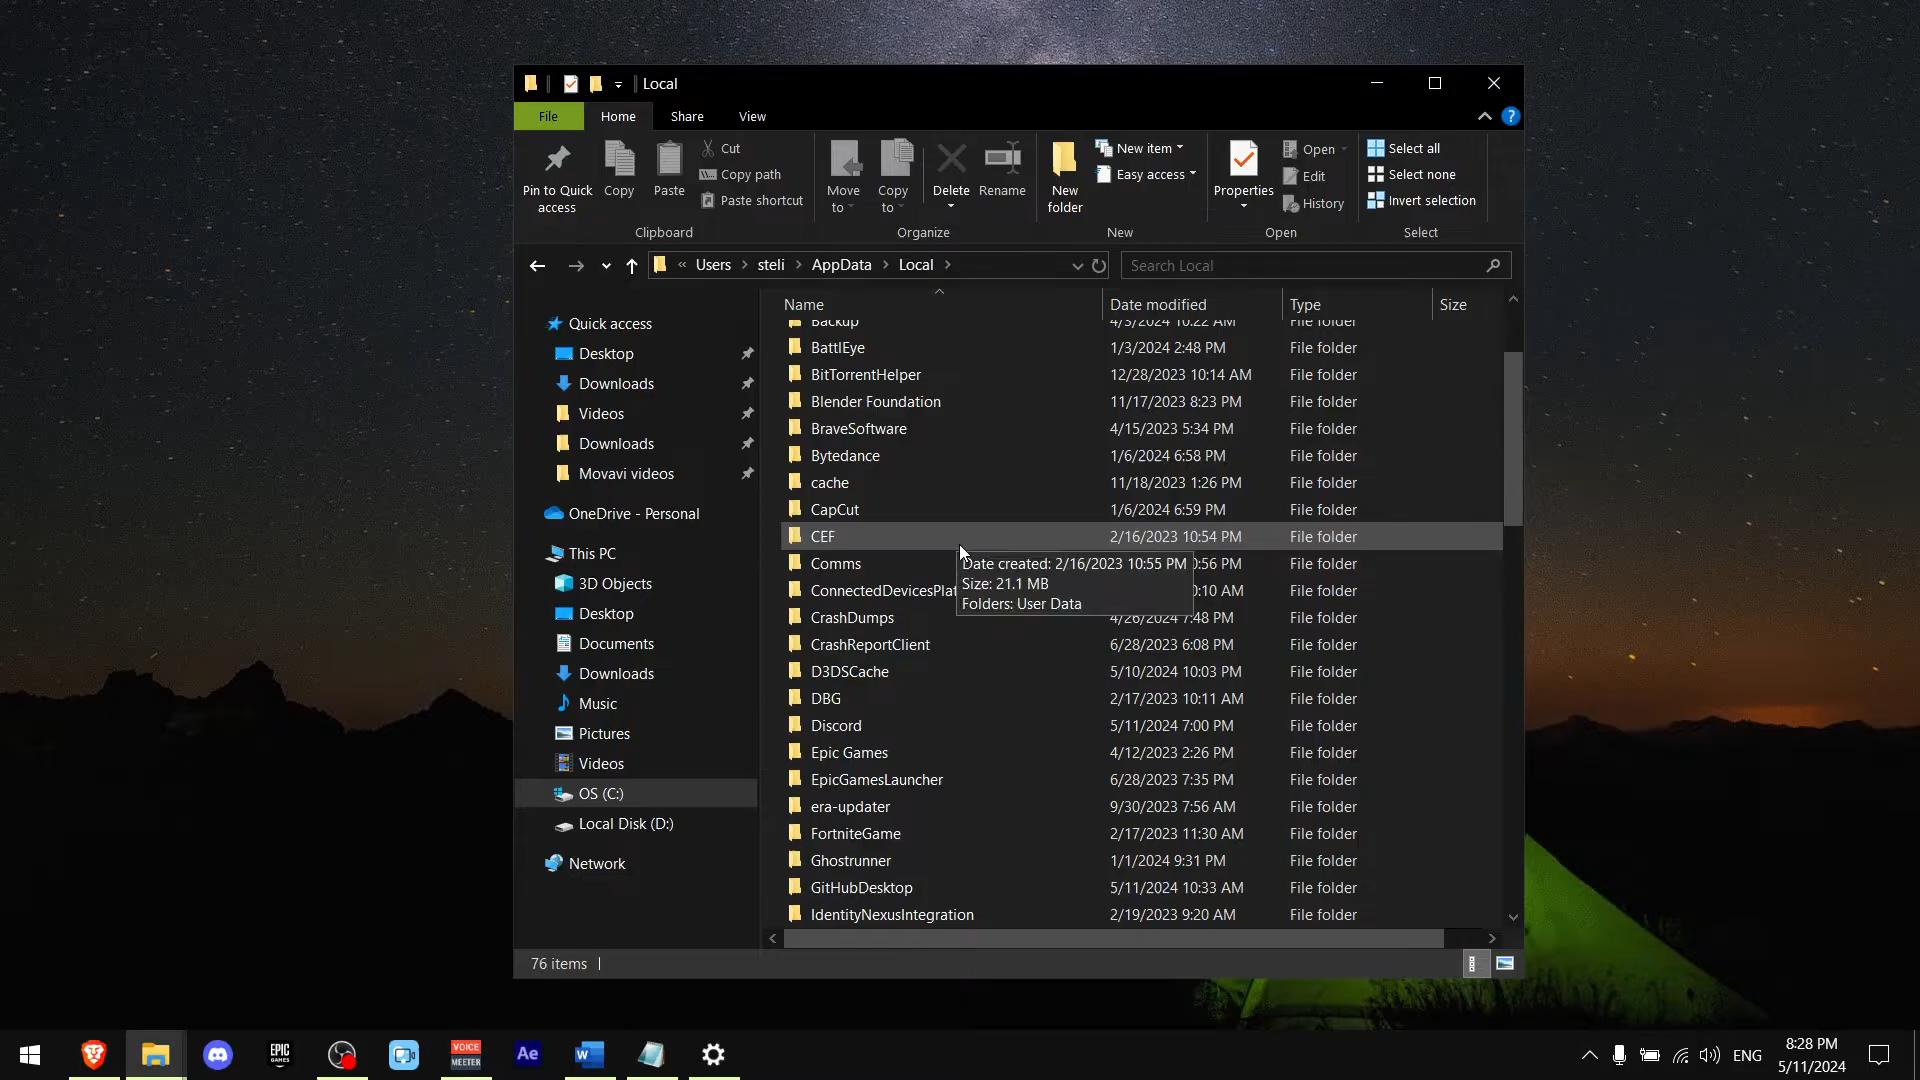 Local
File Home Share View ?
Pin to Quick access
Copy
Paste
Cut
Copy path
Paste shortcut
Clipboard
Move to
Copy to
Delete
Rename
Organize
New folder
New item
Easy access
New
Properties
Open
Edit
History
Open
Select all
Select none
Invert selection
Select
« Users > steli > AppData > Local >
Search Local
Quick access
Desktop
Downloads
Videos
Downloads
Movavi videos
OneDrive - Personal
This PC
3D Objects
Desktop
Documents
Downloads
Music
Pictures
Videos
OS (C:)
Local Disk (D:)
Network
Name Date modified Type Size
Backup 4/3/2024 10:22 AM File folder
BattlEye 1/3/2024 2:48 PM File folder
BitTorrentHelper 12/28/2023 10:14 AM File folder
Blender Foundation 11/17/2023 8:23 PM File folder
BraveSoftware 4/15/2023 5:34 PM File folder
Bytedance 1/6/2024 6:58 PM File folder
cache 11/18/2023 1:26 PM File folder
CapCut 1/6/2024 6:59 PM File folder
CEF 2/16/2023 10:54 PM File folder
Comms 0:56 PM File folder
ConnectedDevicesPlat 0:10 AM File folder
Date created: 2/16/2023 10:55 PM
Size: 21.1 MB
Folders: User Data
CrashDumps 4/26/2024 7:48 PM File folder
CrashReportClient 6/28/2023 6:08 PM File folder
D3DSCache 5/10/2024 10:03 PM File folder
DBG 2/17/2023 10:11 AM File folder
Discord 5/11/2024 7:00 PM File folder
Epic Games 4/12/2023 2:26 PM File folder
EpicGamesLauncher 6/28/2023 7:35 PM File folder
era-updater 9/30/2023 7:56 AM File folder
FortniteGame 2/17/2023 11:30 AM File folder
Ghostrunner 1/1/2024 9:31 PM File folder
GitHubDesktop 5/11/2024 10:33 AM File folder
IdentityNexusIntegration 2/19/2023 9:20 AM File folder
76 items
EPIC GAMES
VOICE MEETER
Ae
W
ENG
8:28 PM
5/11/2024